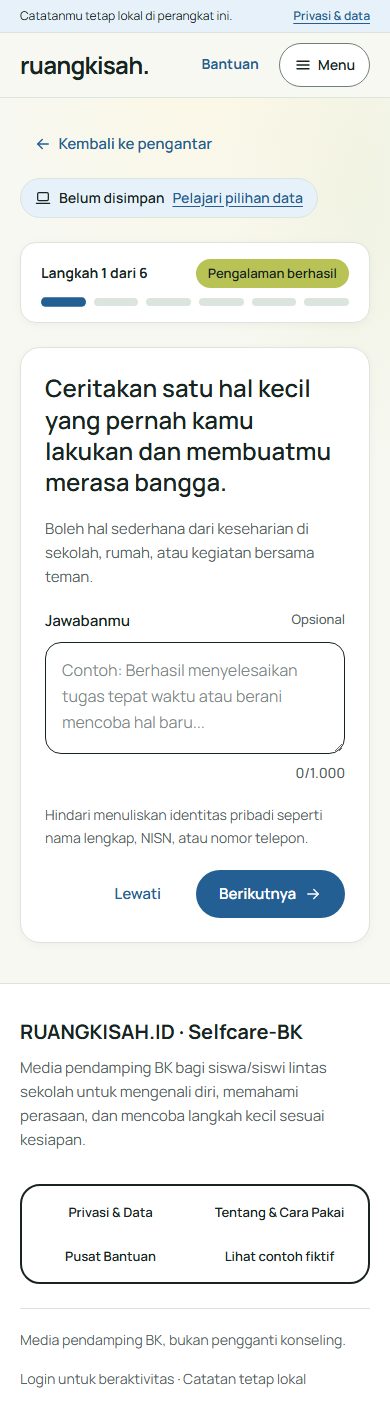 Catatanmu tetap lokal di perangkat ini. Privasi & data
ruangkisah. Bantuan Menu
Kembali ke pengantar
Belum disimpan Pelajari pilihan data
Langkah 1 dari 6 Pengalaman berhasil
Ceritakan satu hal kecil
yang pernah kamu
lakukan dan membuatmu
merasa bangga.
Boleh hal sederhana dari keseharian di
sekolah, rumah, atau kegiatan bersama
teman.
Jawabanmu Opsional
Contoh: Berhasil menyelesaikan
tugas tepat waktu atau berani
mencoba hal baru...
0/1.000
Hindari menuliskan identitas pribadi seperti
nama lengkap, NISN, atau nomor telepon.
Lewati Berikutnya
RUANGKISAH.ID · Selfcare-BK
Media pendamping BK bagi siswa/siswi lintas
sekolah untuk mengenali diri, memahami
perasaan, dan mencoba langkah kecil sesuai
kesiapan.
Privasi & Data Tentang & Cara Pakai
Pusat Bantuan Lihat contoh fiktif
Media pendamping BK, bukan pengganti konseling.
Login untuk beraktivitas · Catatan tetap lokal